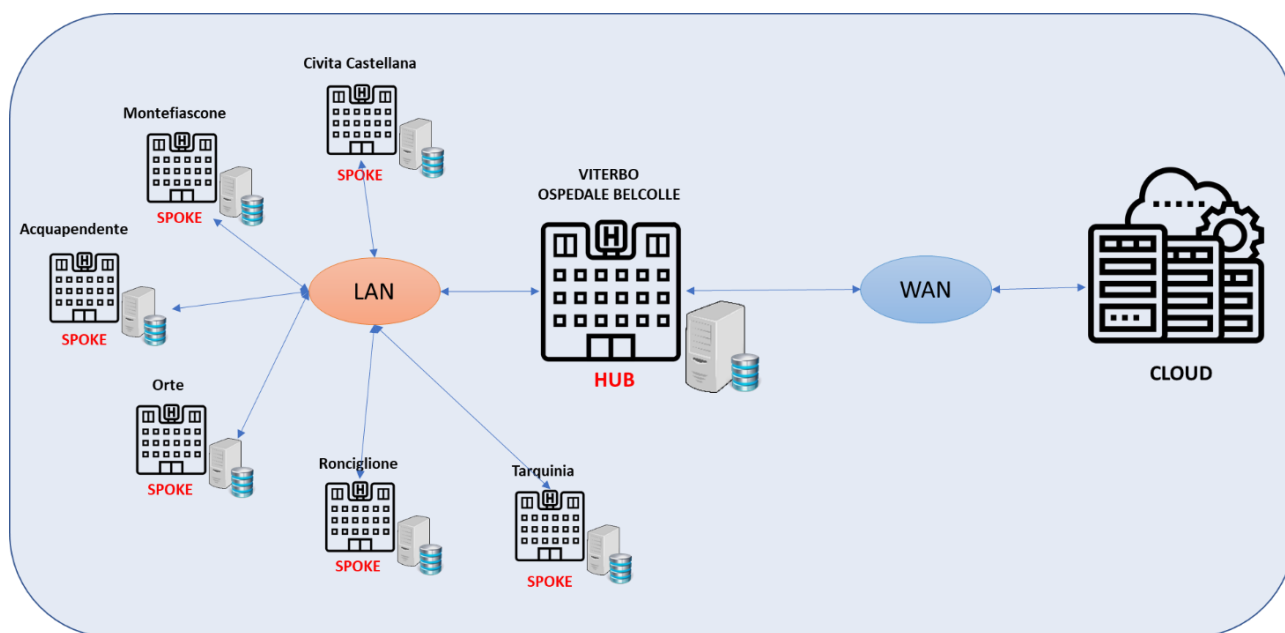 Civita Castellana
SPOKE
Montefiascone
SPOKE
Acquapendente
SPOKE
Orte
SPOKE
Ronciglione
SPOKE
Tarquinia
SPOKE
LAN
VITERBO
OSPEDALE BELCOLLE
HUB
WAN
CLOUD